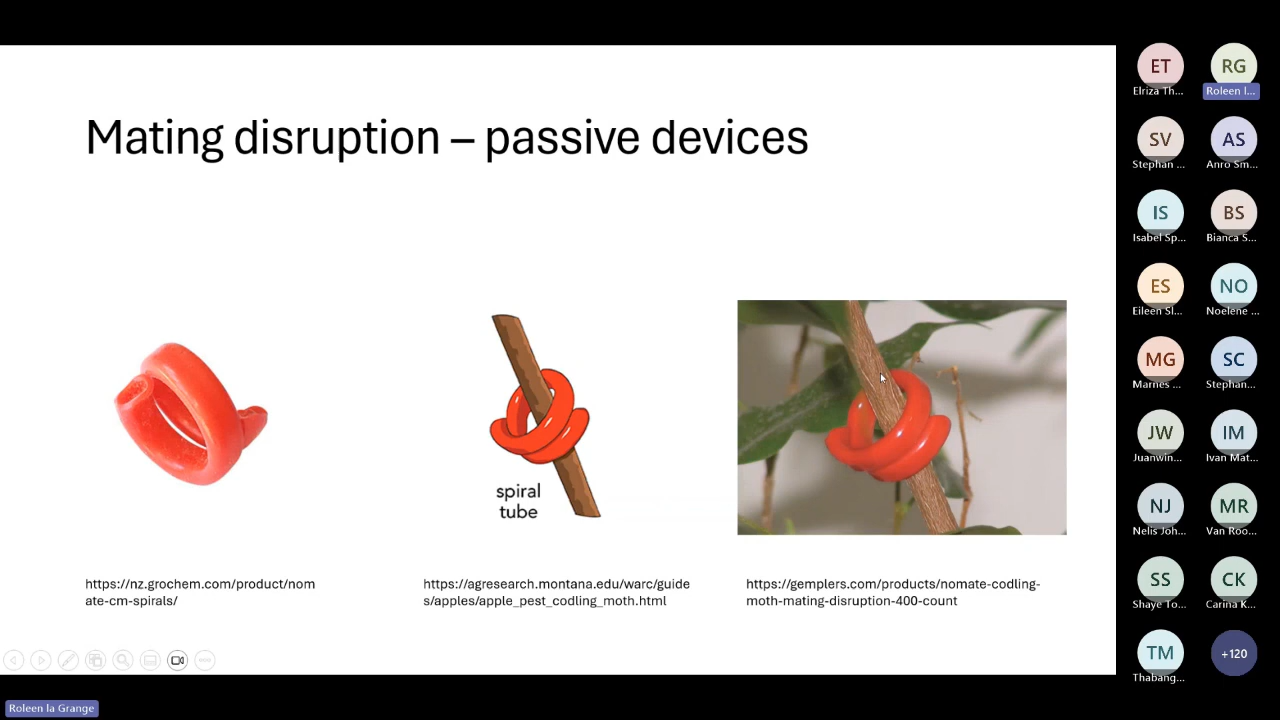 Mating disruption – passive devices
spiral
tube
https://nz.grochem.com/product/nom
ate-cm-spirals/
https://agresearch.montana.edu/warc/guide
s/apples/apple_pest_codling_moth.html
https://gemplers.com/products/nomate-codling-
moth-mating-disruption-400-count
ET
RG
Elriza Th...
Roleen l...
SV
AS
Stephan ...
Anro Sm...
IS
BS
Isabel Sp...
Bianca S...
ES
NO
Eileen Sl...
Noelene ...
MG
SC
Marnes ...
Stephan...
JW
IM
Juanwin...
Ivan Mat...
NJ
MR
Nelis Joh...
Van Roo...
SS
CK
Shaye To...
Carina K...
TM
+120
Thabang...
Roleen la Grange